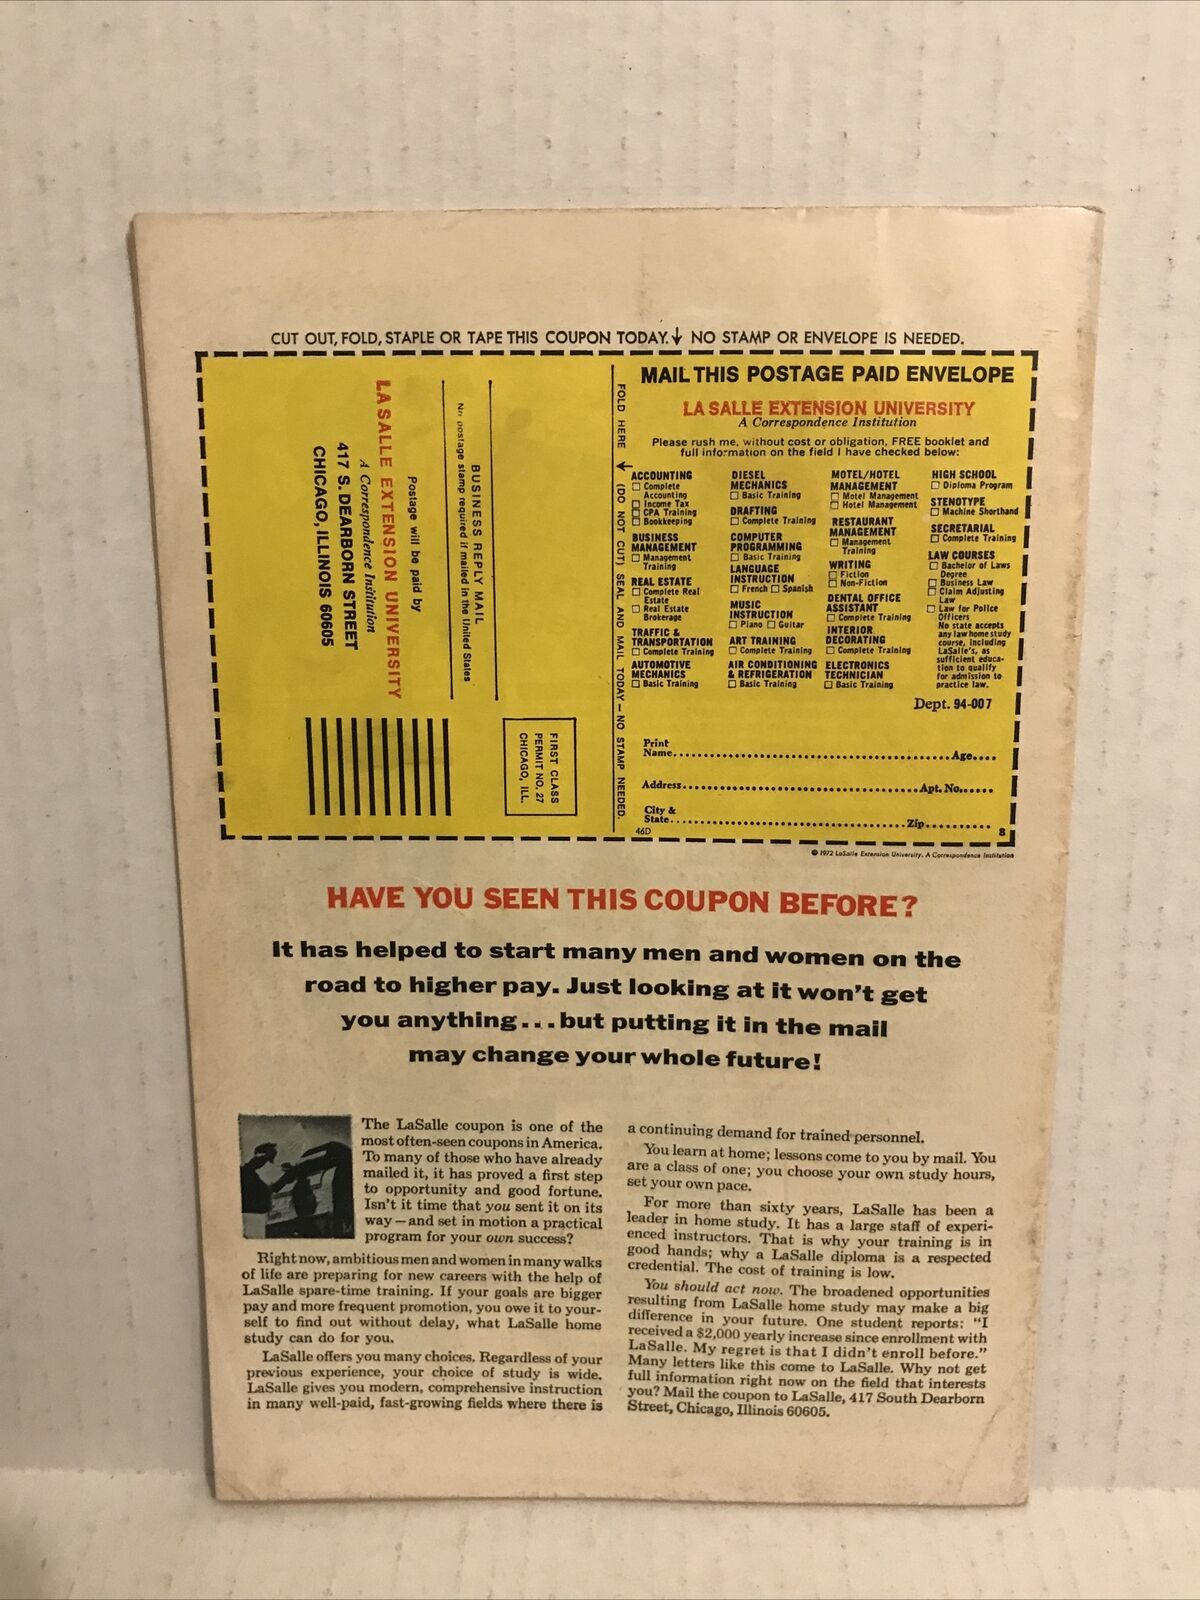 CUT OUT, FOLD, STAPLE OR TAPE THIS COUPON TODAY.↓ NO STAMP OR ENVELOPE IS NEEDED.
FIRST CLASS
PERMIT NO. 27
CHICAGO, ILL.
BUSINESS REPLY MAIL
No postage stamp required if mailed in the United States
Postage will be paid by
LA SALLE EXTENSION UNIVERSITY
A Correspondence Institution
417 S. DEARBORN STREET
CHICAGO, ILLINOIS 60605
FOLD HERE → (DO NOT CUT) SEAL AND MAIL TODAY — NO STAMP NEEDED.
MAIL THIS POSTAGE PAID ENVELOPE
LA SALLE EXTENSION UNIVERSITY
A Correspondence Institution
Please rush me, without cost or obligation, FREE booklet and
full information on the field I have checked below:
ACCOUNTING
☐ Complete
Accounting
☐ Income Tax
☐ CPA Training
☐ Bookkeeping
BUSINESS
MANAGEMENT
☐ Management
Training
REAL ESTATE
☐ Complete Real
Estate
☐ Real Estate
Brokerage
TRAFFIC &
TRANSPORTATION
☐ Complete Training
AUTOMOTIVE
MECHANICS
☐ Basic Training
DIESEL
MECHANICS
☐ Basic Training
DRAFTING
☐ Complete Training
COMPUTER
PROGRAMMING
☐ Basic Training
LANGUAGE
INSTRUCTION
☐ French ☐ Spanish
MUSIC
INSTRUCTION
☐ Piano ☐ Guitar
ART TRAINING
☐ Complete Training
AIR CONDITIONING
& REFRIGERATION
☐ Basic Training
MOTEL/HOTEL
MANAGEMENT
☐ Motel Management
☐ Hotel Management
RESTAURANT
MANAGEMENT
☐ Management
Training
WRITING
☐ Fiction
☐ Non-Fiction
DENTAL OFFICE
ASSISTANT
☐ Complete Training
INTERIOR
DECORATING
☐ Complete Training
ELECTRONICS
TECHNICIAN
☐ Basic Training
HIGH SCHOOL
☐ Diploma Program
STENOTYPE
☐ Machine Shorthand
SECRETARIAL
☐ Complete Training
LAW COURSES
☐ Bachelor of Laws
Degree
☐ Business Law
☐ Claim Adjusting
Law
☐ Law for Police
Officers
No state accepts
any law home study
course, including
LaSalle's, as
sufficient educa-
tion to qualify
for admission to
practice law.
Dept. 94-007
Print
Name........Age....
Address........Apt. No......
City &
State........Zip..........
46D 8
© 1972 LaSalle Extension University. A Correspondence Institution
HAVE YOU SEEN THIS COUPON BEFORE?
It has helped to start many men and women on the
road to higher pay. Just looking at it won't get
you anything...but putting it in the mail
may change your whole future!
The LaSalle coupon is one of the
most often-seen coupons in America.
To many of those who have already
mailed it, it has proved a first step
to opportunity and good fortune.
Isn't it time that you sent it on its
way—and set in motion a practical
program for your own success?
Right now, ambitious men and women in many walks
of life are preparing for new careers with the help of
LaSalle spare-time training. If your goals are bigger
pay and more frequent promotion, you owe it to your-
self to find out without delay, what LaSalle home
study can do for you.
LaSalle offers you many choices. Regardless of your
previous experience, your choice of study is wide.
LaSalle gives you modern, comprehensive instruction
in many well-paid, fast-growing fields where there is
a continuing demand for trained personnel.
You learn at home; lessons come to you by mail. You
are a class of one; you choose your own study hours,
set your own pace.
For more than sixty years, LaSalle has been a
leader in home study. It has a large staff of experi-
enced instructors. That is why your training is in
good hands; why a LaSalle diploma is a respected
credential. The cost of training is low.
You should act now. The broadened opportunities
resulting from LaSalle home study may make a big
difference in your future. One student reports: "I
received a $2,000 yearly increase since enrollment with
LaSalle. My regret is that I didn't enroll before."
Many letters like this come to LaSalle. Why not get
full information right now on the field that interests
you? Mail the coupon to LaSalle, 417 South Dearborn
Street, Chicago, Illinois 60605.